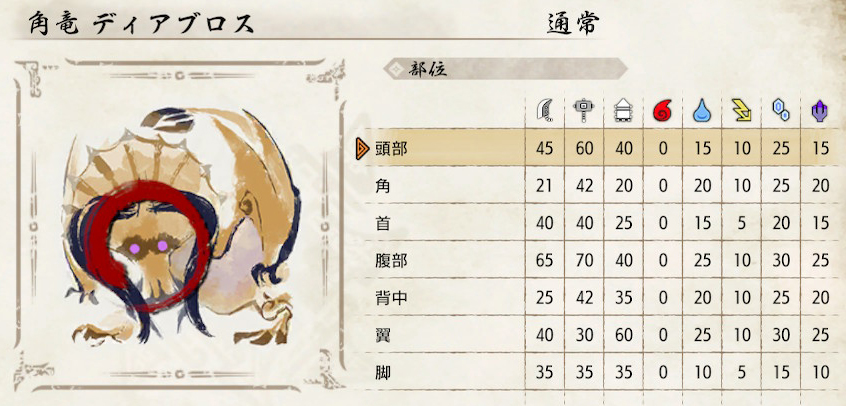 角竜 ディアブロス 通常
部位
頭部 45 60 40 0 15 10 25 15
角 21 42 20 0 20 10 25 20
首 40 40 25 0 15 5 20 15
腹部 65 70 40 0 25 10 30 25
背中 25 42 35 0 20 10 25 20
翼 40 30 60 0 25 10 30 25
脚 35 35 35 0 10 5 15 10